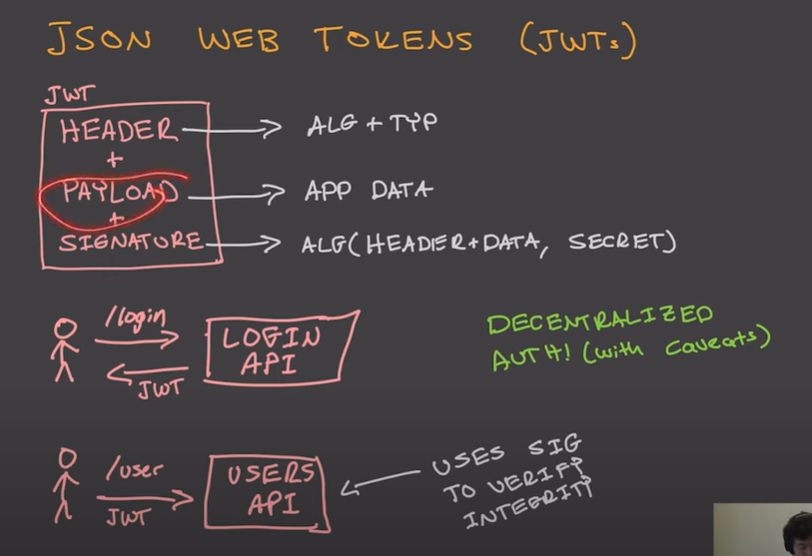 JSON WEB TOKENS (JWTs)
JWT
HEADER → ALG + TYP
+
PAYLOAD → APP DATA
+
SIGNATURE → ALG(HEADER+DATA, SECRET)
/login
LOGIN
API
JWT
DECENTRALIZED
AUTH! (with caveats)
/user
JWT
USERS
API
USES SIG
TO VERIFY
INTEGRITY